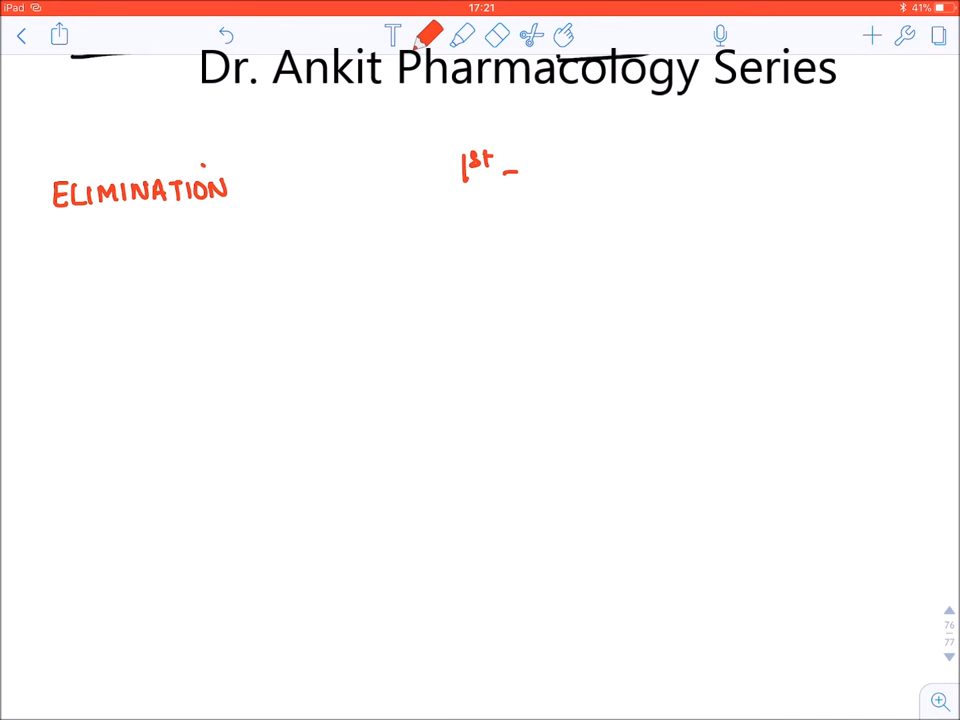 iPad 17:21 41%
T
Dr. Ankit Pharmacology Series
1st -
ELIMINATION
76
77